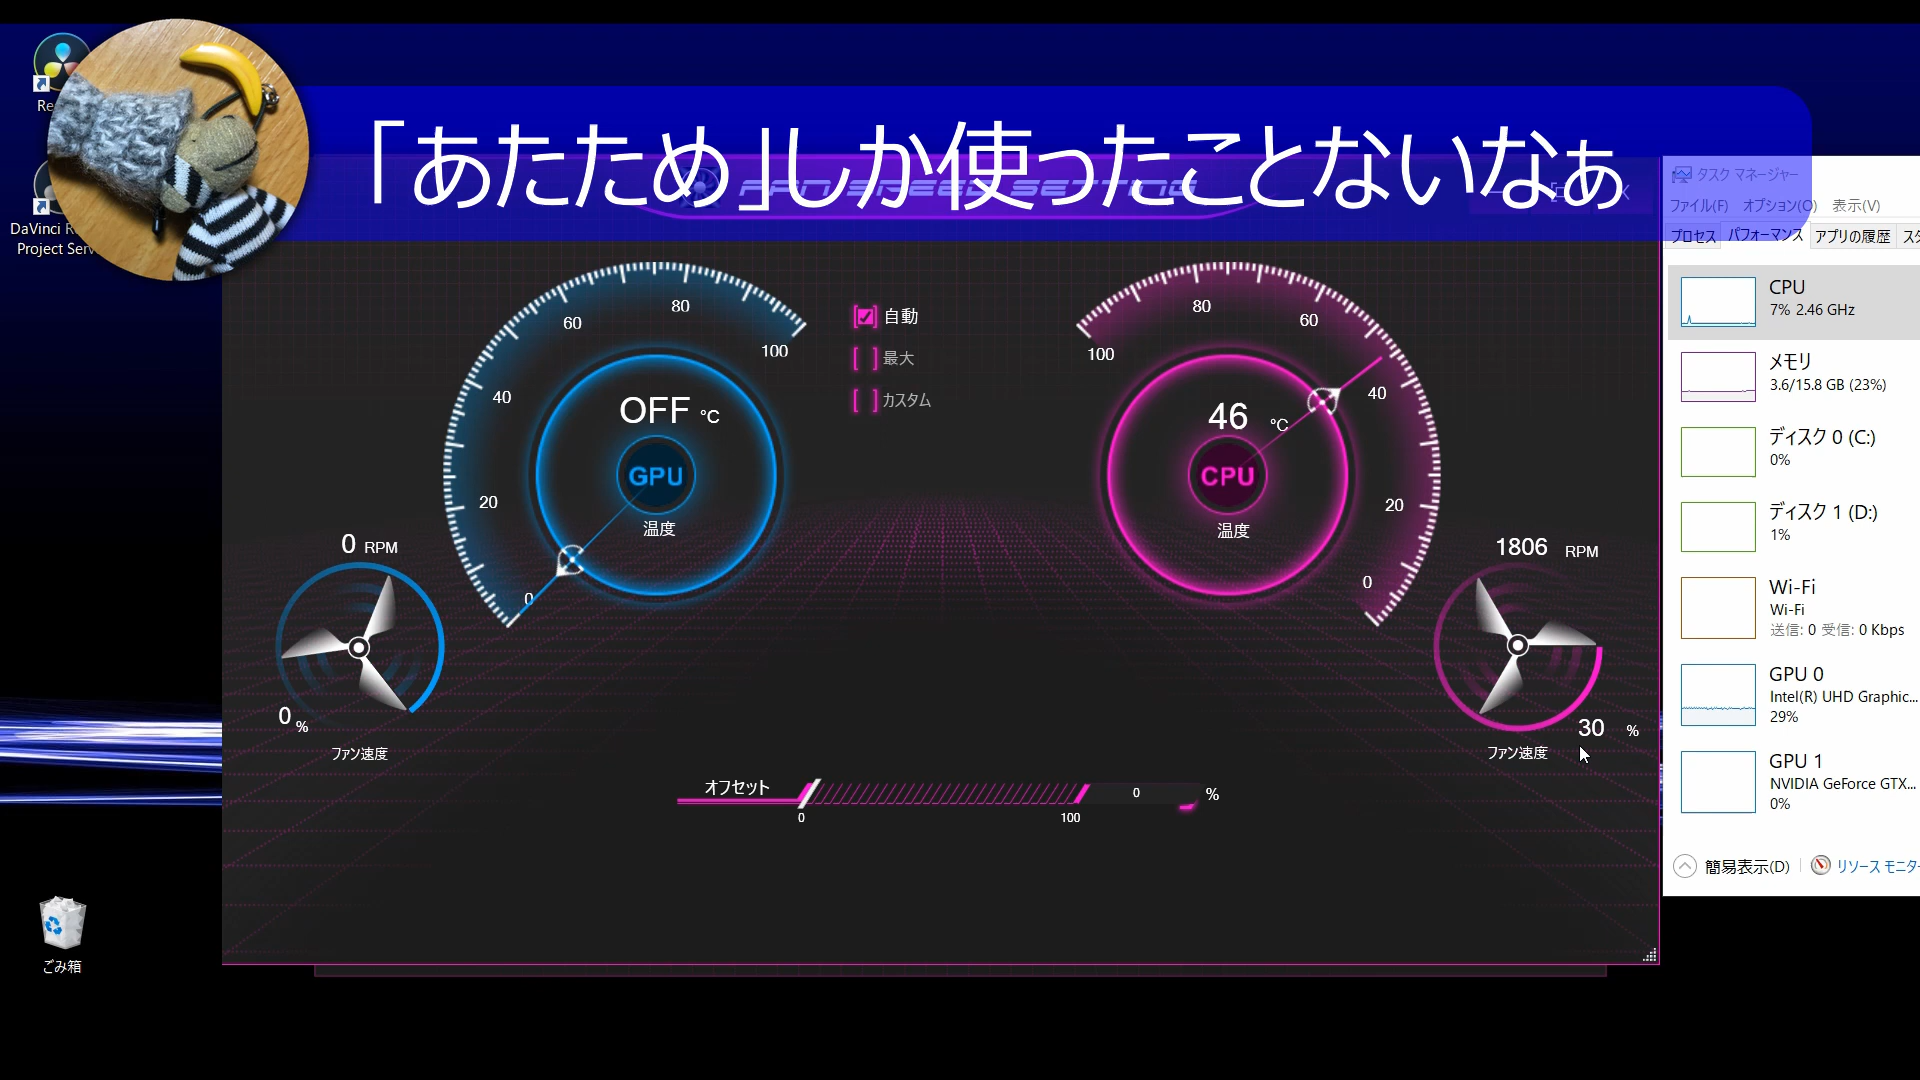 「あたため」しか使ったことないなぁ
FAN SPEED SETTING
DaVinci R
Project Serv
ごみ箱
80
60
100
40
20
0
OFF ℃
GPU
温度
[✓] 自動
[ ] 最大
[ ] カスタム
80
60
100
40
20
0
46 ℃
CPU
温度
0 RPM
0 %
ファン速度
1806 RPM
30 %
ファン速度
オフセット
0
%
0
100
タスク マネージャー
ファイル(F) オプション(O) 表示(V)
プロセス パフォーマンス アプリの履歴 スタ
CPU
7% 2.46 GHz
メモリ
3.6/15.8 GB (23%)
ディスク 0 (C:)
0%
ディスク 1 (D:)
1%
Wi-Fi
Wi-Fi
送信: 0 受信: 0 Kbps
GPU 0
Intel(R) UHD Graphic...
29%
GPU 1
NVIDIA GeForce GTX...
0%
簡易表示(D) リソース モニタ